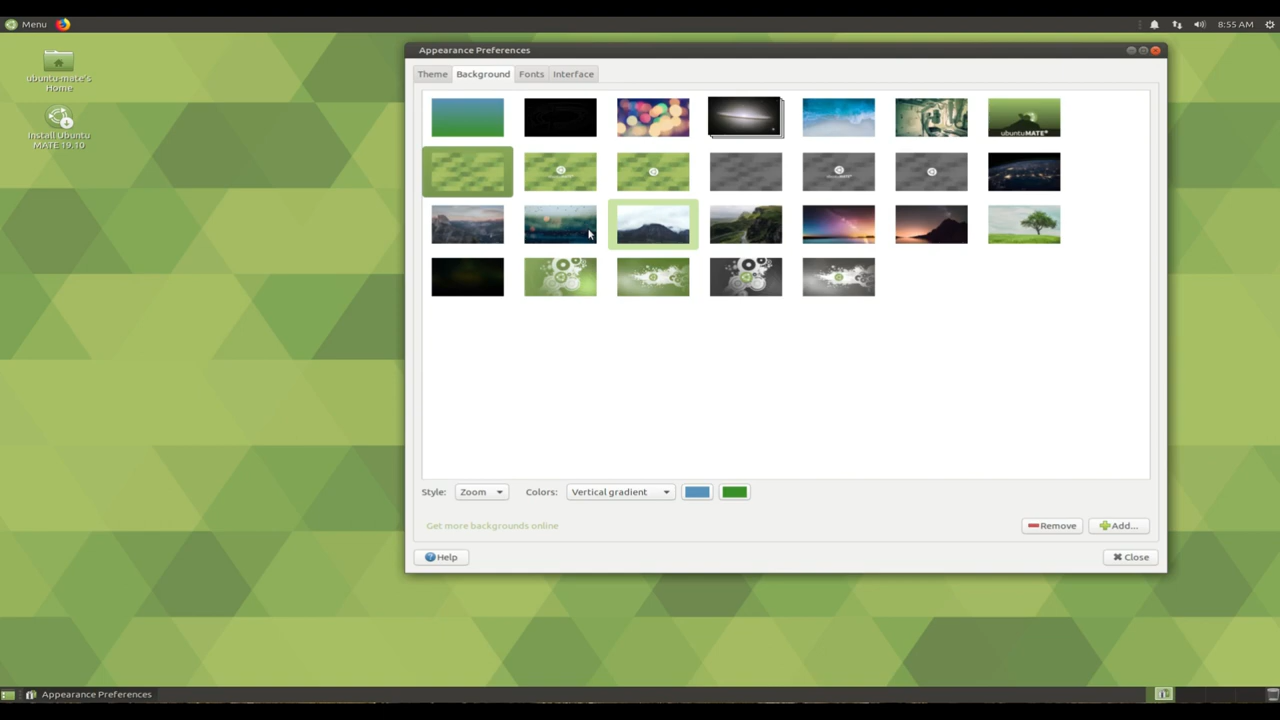 Menu
8:55 AM
ubuntu-mate's
Home
Install Ubuntu
MATE 19.10
Appearance Preferences
Theme Background Fonts Interface
ubuntuMATE
Style: Zoom Colors: Vertical gradient
Get more backgrounds online
Remove Add...
Help Close
Appearance Preferences